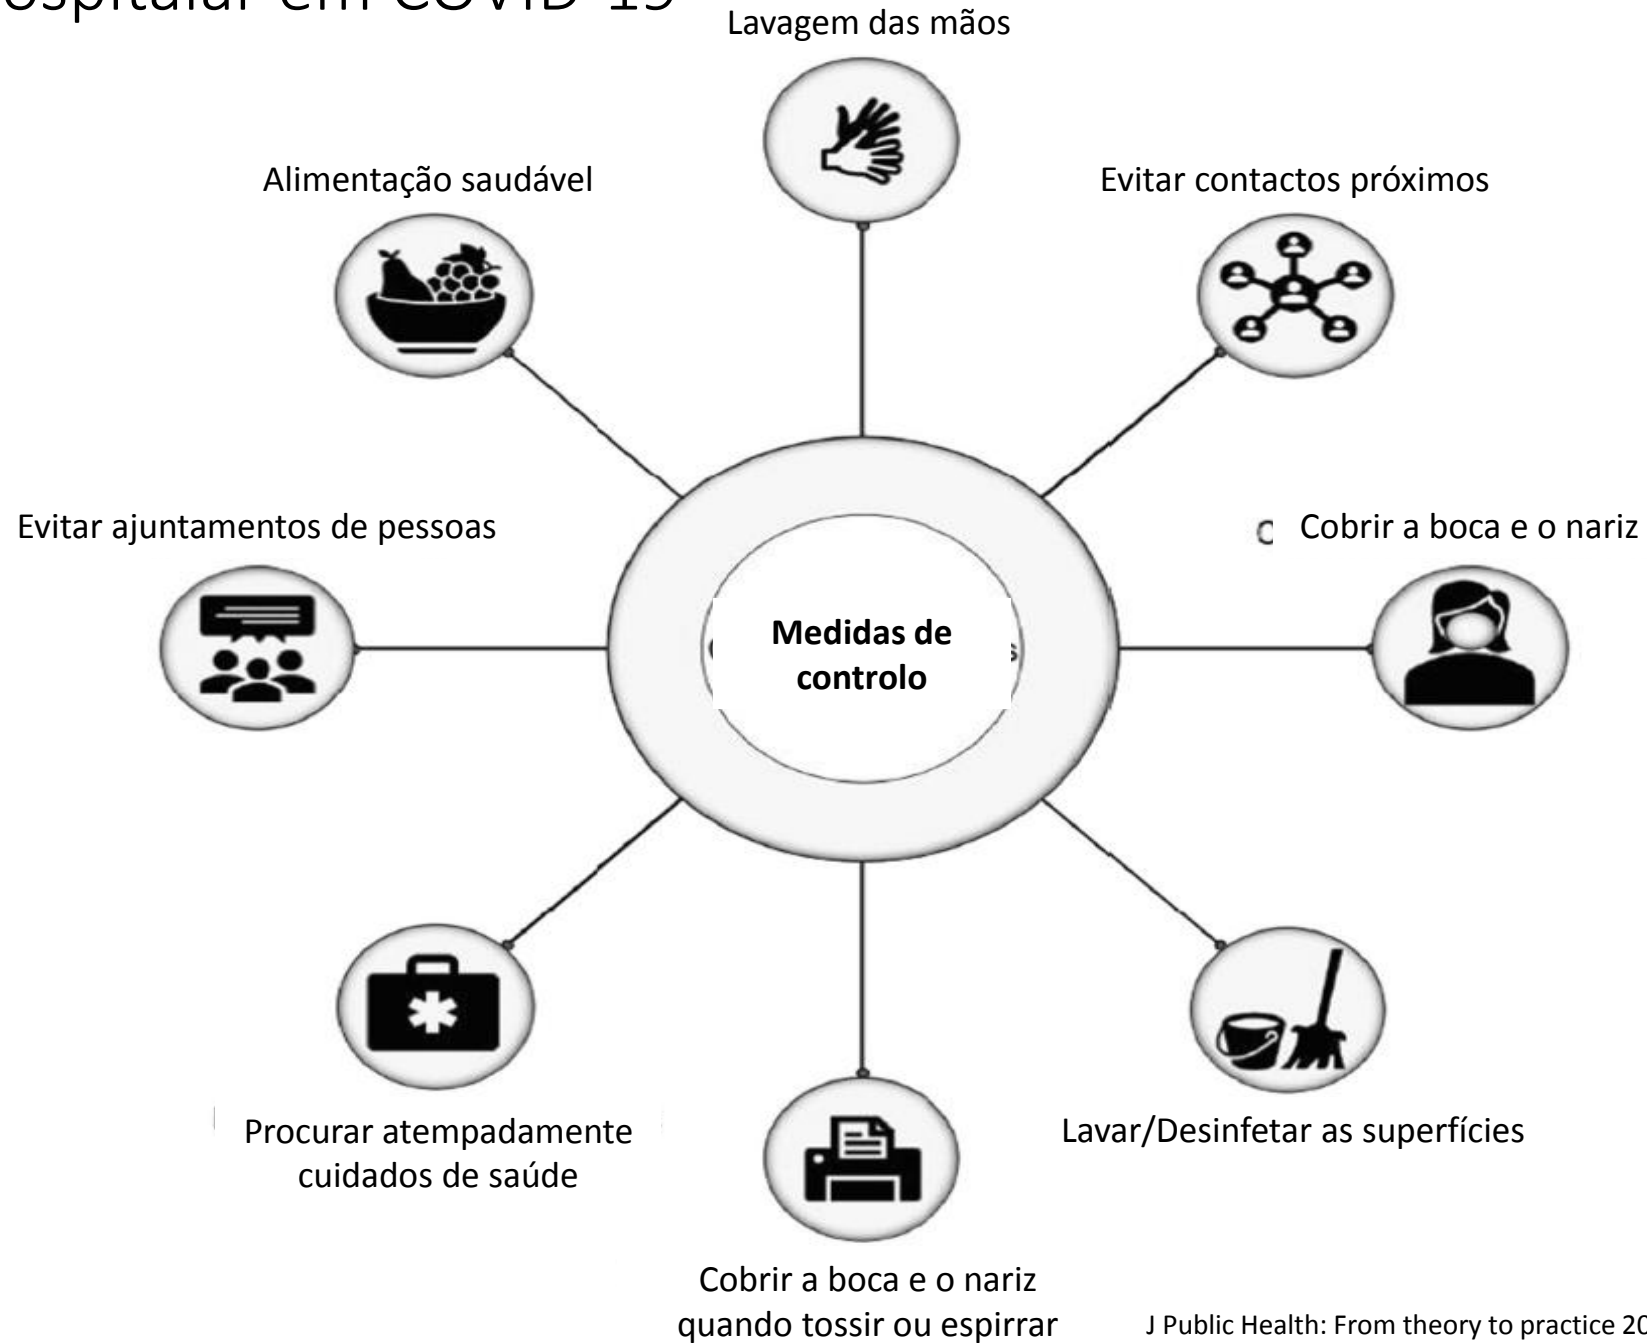 ospitalar em COVID-19
Lavagem das mãos
Alimentação saudável
Evitar contactos próximos
Evitar ajuntamentos de pessoas
Cobrir a boca e o nariz
Medidas de
controlo
Procurar atempadamente
cuidados de saúde
Lavar/Desinfetar as superfícies
Cobrir a boca e o nariz
quando tossir ou espirrar
J Public Health: From theory to practice 20